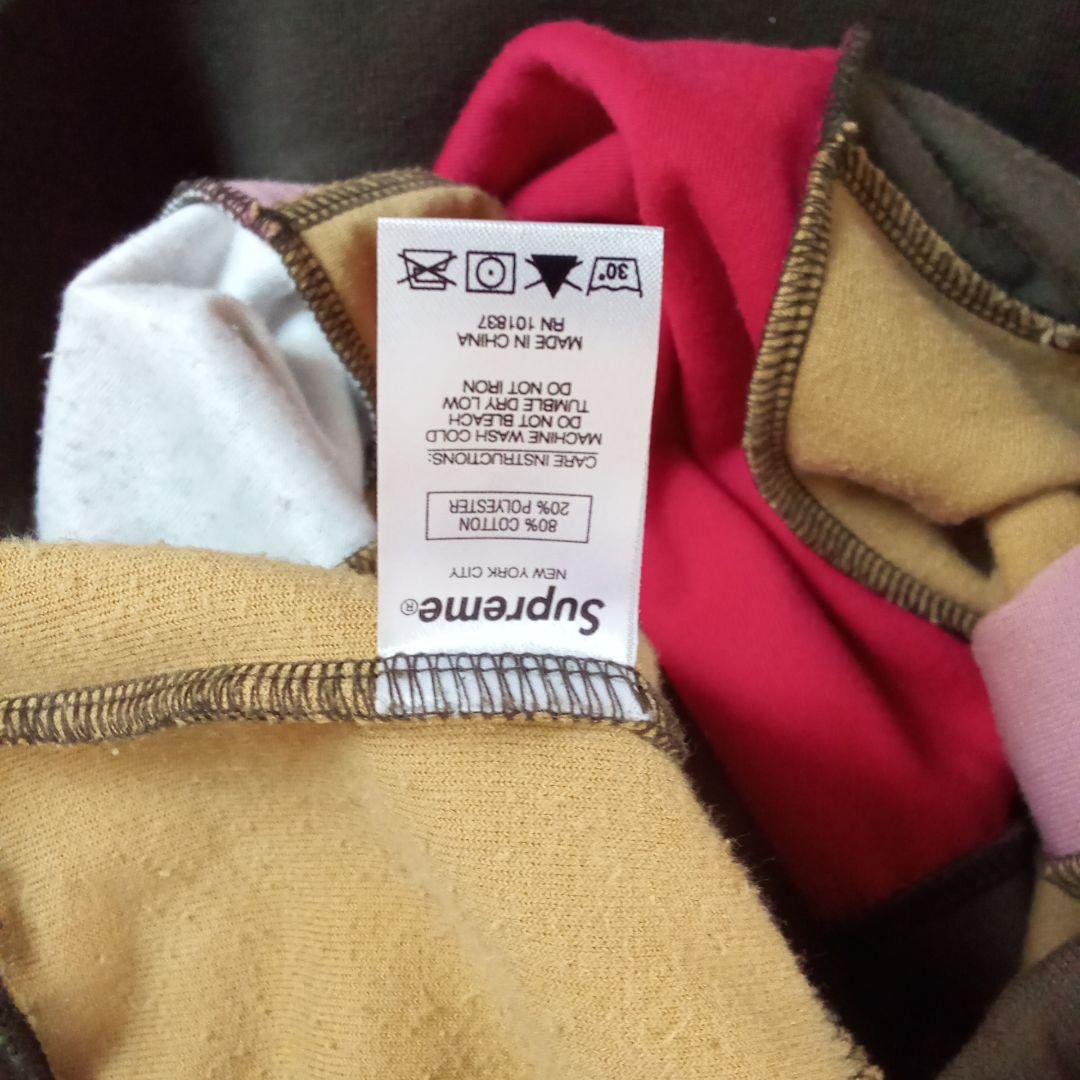 Supreme®
NEW YORK CITY
80% COTTON
20% POLYESTER
CARE INSTRUCTIONS:
MACHINE WASH COLD
DO NOT BLEACH
TUMBLE DRY LOW
DO NOT IRON
MADE IN CHINA
RN 101837
30°